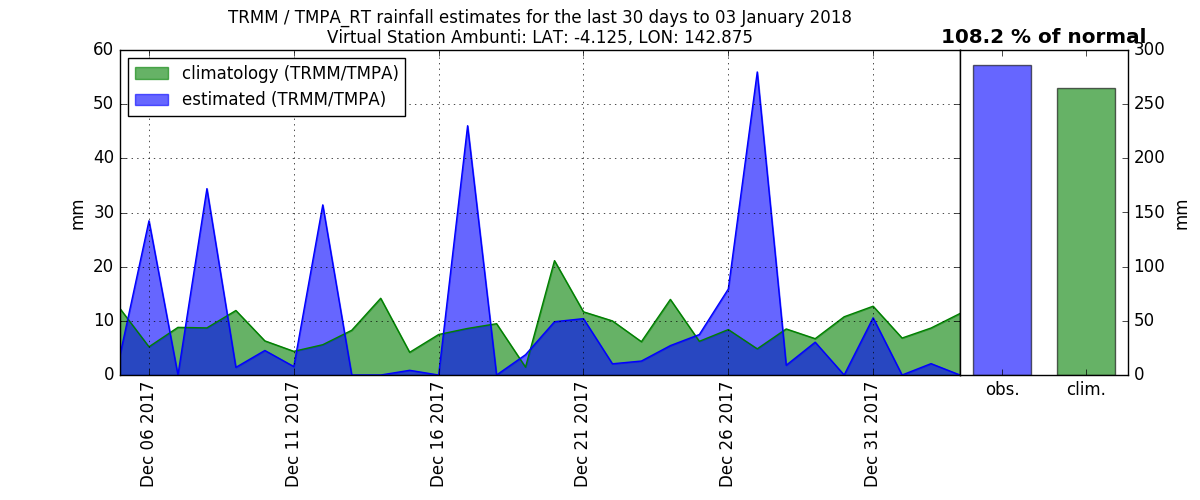 TRMM / TMPA_RT rainfall estimates for the last 30 days to 03 January 2018
Virtual Station Ambunti: LAT: -4.125, LON: 142.875
108.2 % of normal
climatology (TRMM/TMPA)
estimated (TRMM/TMPA)
60
50
40
30
20
10
0
mm
Dec 06 2017
Dec 11 2017
Dec 16 2017
Dec 21 2017
Dec 26 2017
Dec 31 2017
obs.
clim.
300
250
200
150
100
50
0
mm